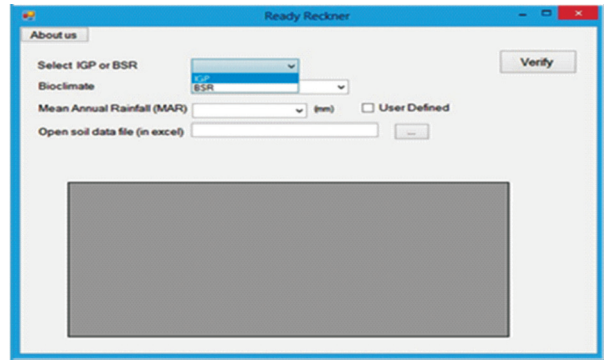 Ready Reckner
About us
Select IGP or BSR
Verify
IGP
BSR
Bioclimate
Mean Annual Rainfall (MAR)
(mm)
User Defined
Open soil data file (in excel)
...